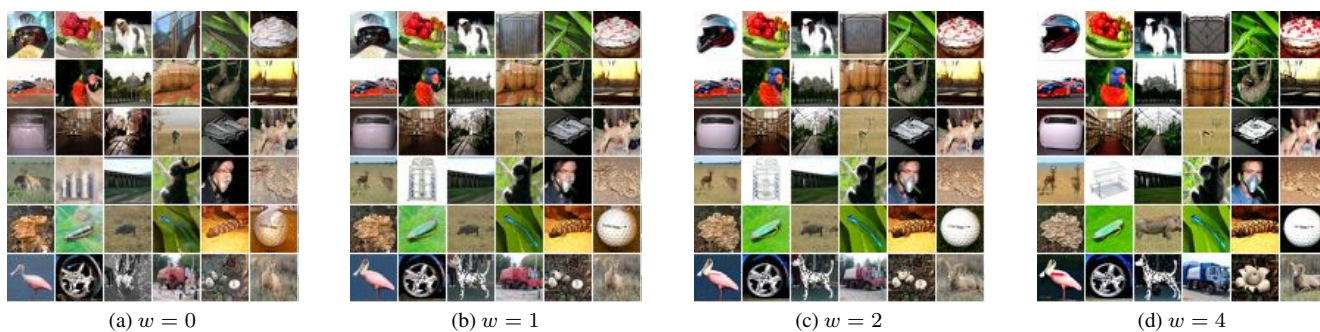 (a) w = 0
(b) w = 1
(c) w = 2
(d) w = 4